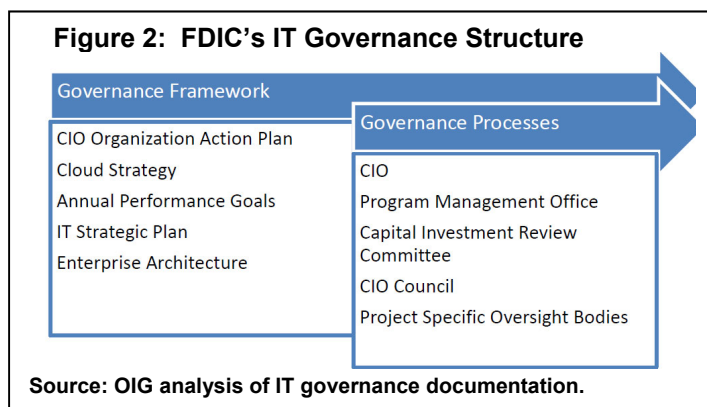 Figure 2: FDIC’s IT Governance Structure
Governance Framework
CIO Organization Action Plan
Cloud Strategy
Annual Performance Goals
IT Strategic Plan
Enterprise Architecture
Governance Processes
CIO
Program Management Office
Capital Investment Review
Committee
CIO Council
Project Specific Oversight Bodies
Source: OIG analysis of IT governance documentation.